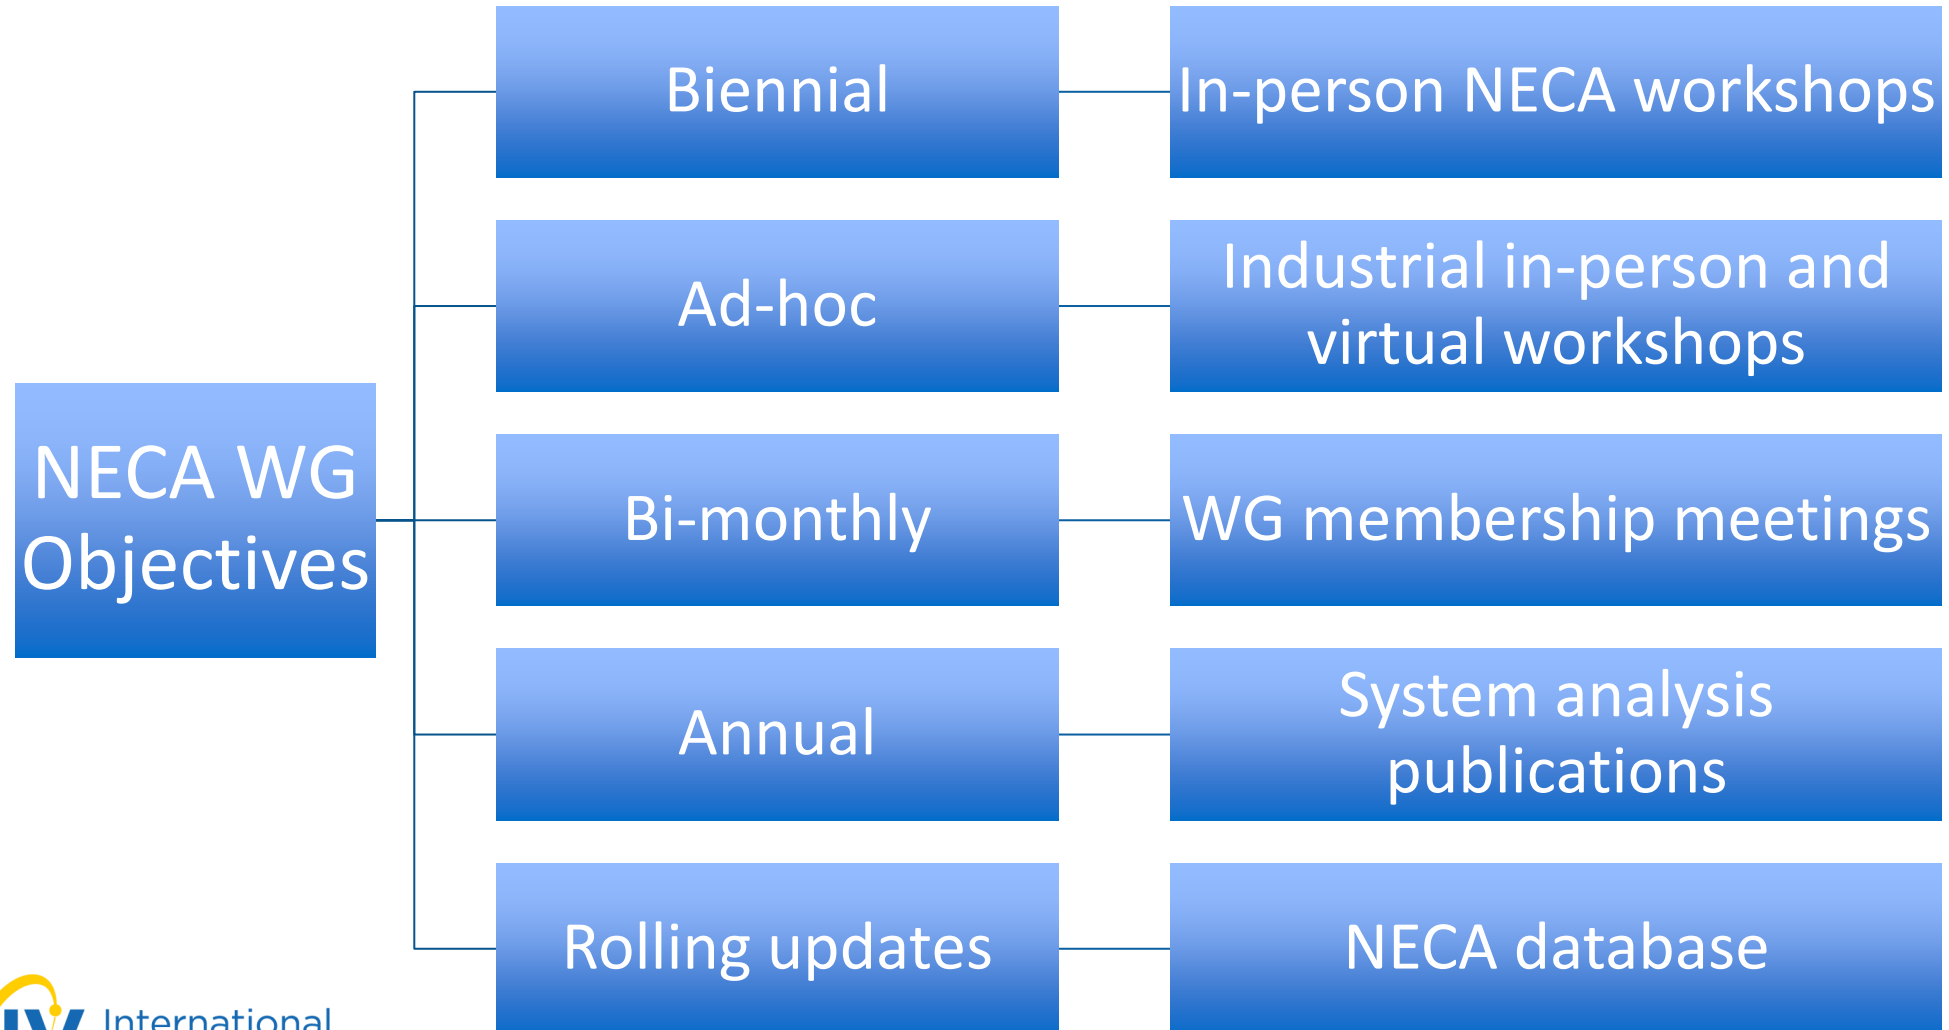 NECA WG
Objectives
Biennial
In-person NECA workshops
Ad-hoc
Industrial in-person and
virtual workshops
Bi-monthly
WG membership meetings
Annual
System analysis
publications
Rolling updates
NECA database
International